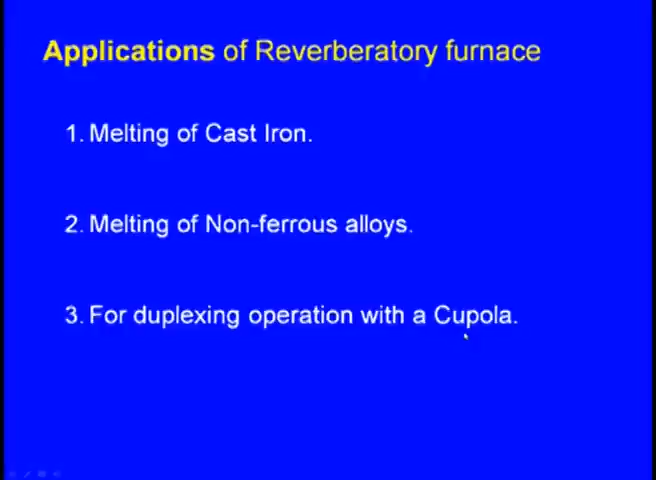 Applications of Reverberatory furnace
1. Melting of Cast Iron.
2. Melting of Non-ferrous alloys.
3. For duplexing operation with a Cupola.